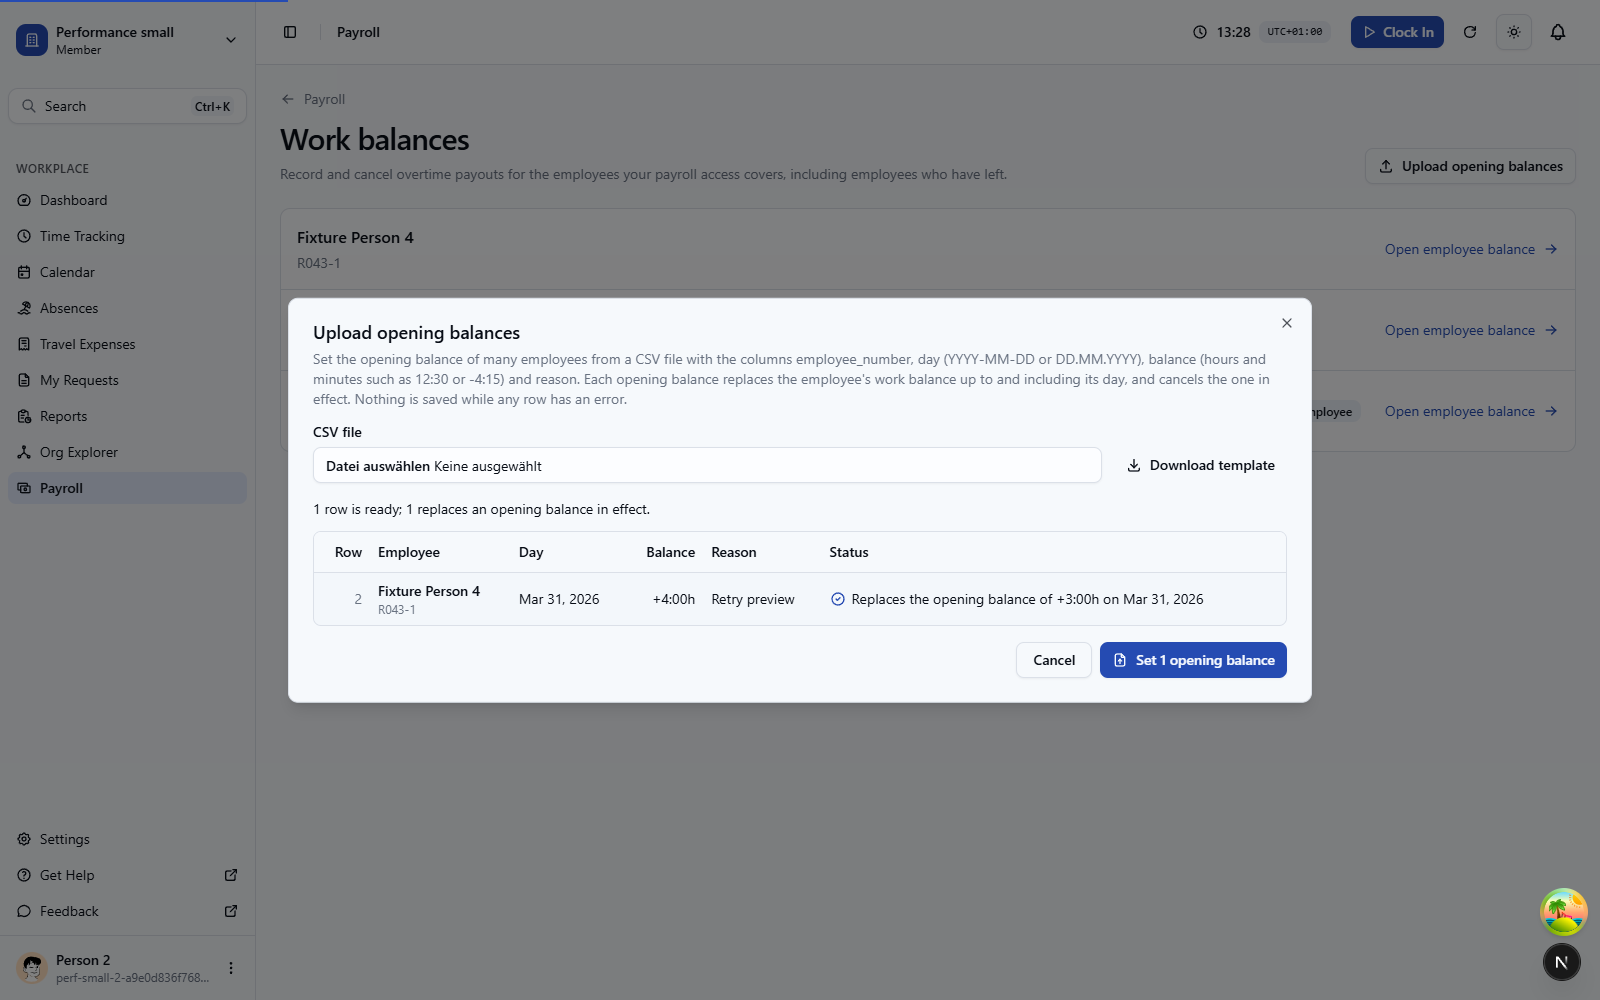 Performance small
Member
Search
Ctrl+K
WORKPLACE
Dashboard
Time Tracking
Calendar
Absences
Travel Expenses
My Requests
Reports
Org Explorer
Payroll
Settings
Get Help
Feedback
Person 2
perf-small-2-a9e0d836f768...
Payroll
13:28
UTC+01:00
Clock In
Payroll
Work balances
Record and cancel overtime payouts for the employees your payroll access covers, including employees who have left.
Upload opening balances
Fixture Person 4
R043-1
Open employee balance
Open employee balance
Open employee balance
Upload opening balances
Set the opening balance of many employees from a CSV file with the columns employee_number, day (YYYY-MM-DD or DD.MM.YYYY), balance (hours and
minutes such as 12:30 or -4:15) and reason. Each opening balance replaces the employee's work balance up to and including its day, and cancels the one in
effect. Nothing is saved while any row has an error.
CSV file
Datei auswählen Keine ausgewählt
Download template
1 row is ready; 1 replaces an opening balance in effect.
Row Employee Day Balance Reason Status
2 Fixture Person 4 Mar 31, 2026 +4:00h Retry preview Replaces the opening balance of +3:00h on Mar 31, 2026
R043-1
Cancel
Set 1 opening balance
N